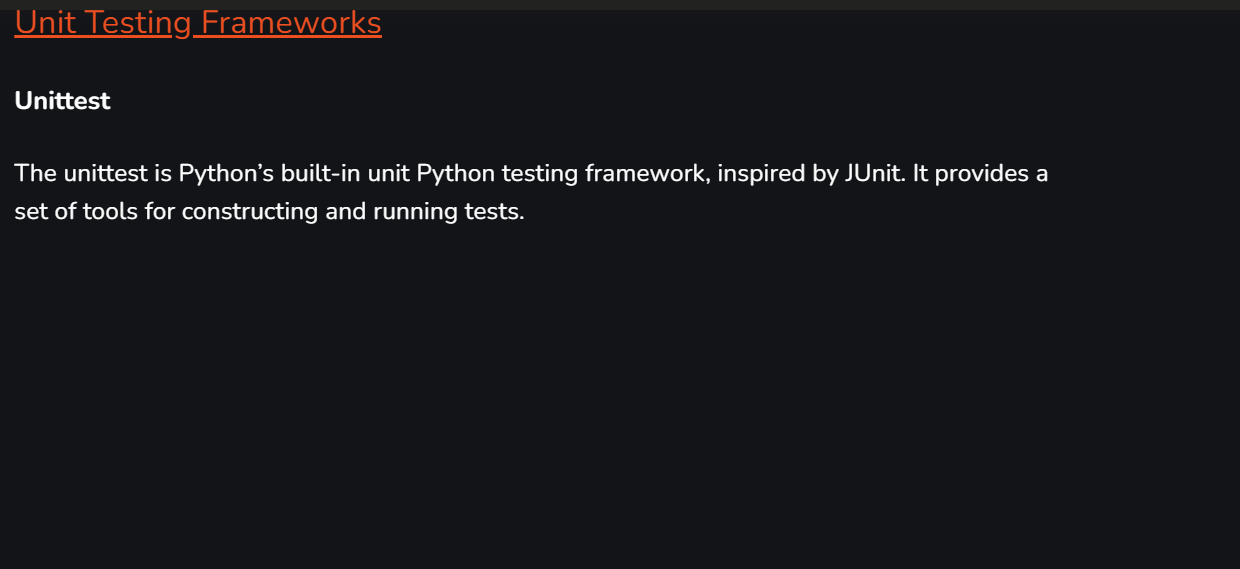 Unit Testing Frameworks
Unittest
The unittest is Python’s built-in unit Python testing framework, inspired by JUnit. It provides a
set of tools for constructing and running tests.